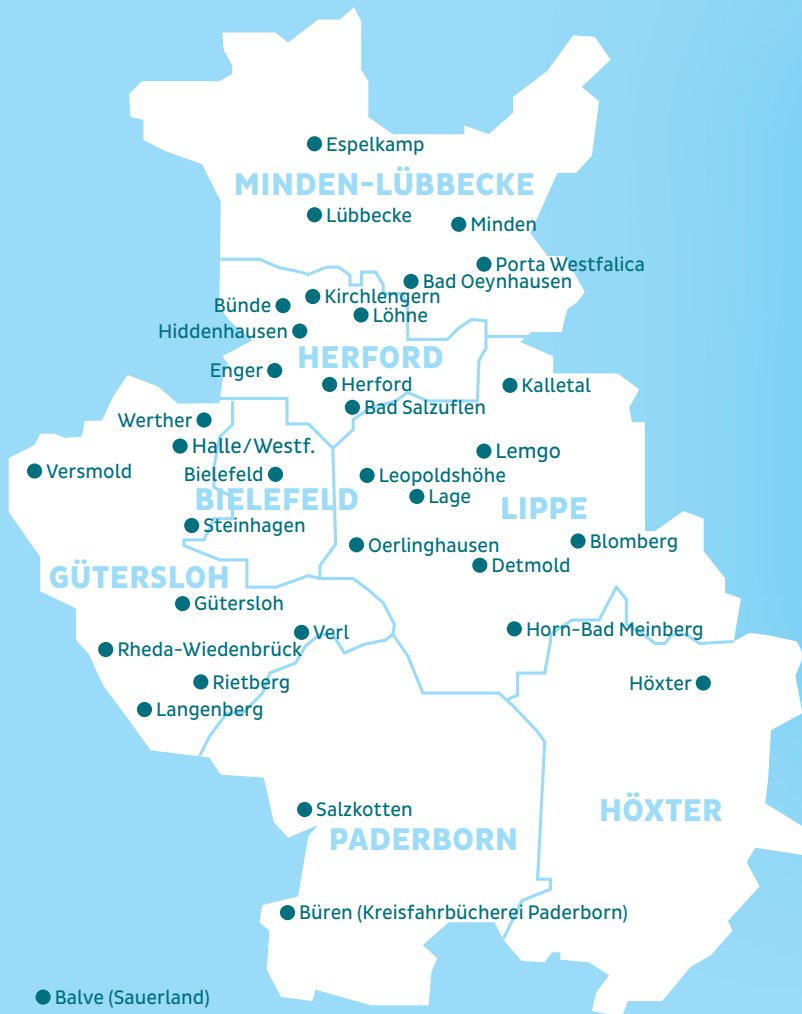 Espelkamp
MINDEN-LÜBBECKE
Lübbecke
Minden
Porta Westfalica
Bad Oeynhausen
Kirchlengern
Bünde
Löhne
Hiddenhausen
HERFORD
Enger
Herford
Kalletal
Bad Salzuflen
Werther
Halle/Westf.
Lemgo
Versmold
Bielefeld
Leopoldshöhe
Lage
BIELEFELD
LIPPE
Steinhagen
Blomberg
Oerlinghausen
Detmold
GÜTERSLOH
Gütersloh
Verl
Horn-Bad Meinberg
Rheda-Wiedenbrück
Rietberg
Höxter
Langenberg
Salzkotten
HÖXTER
PADERBORN
Büren (Kreisfahrbücherei Paderborn)
Balve (Sauerland)